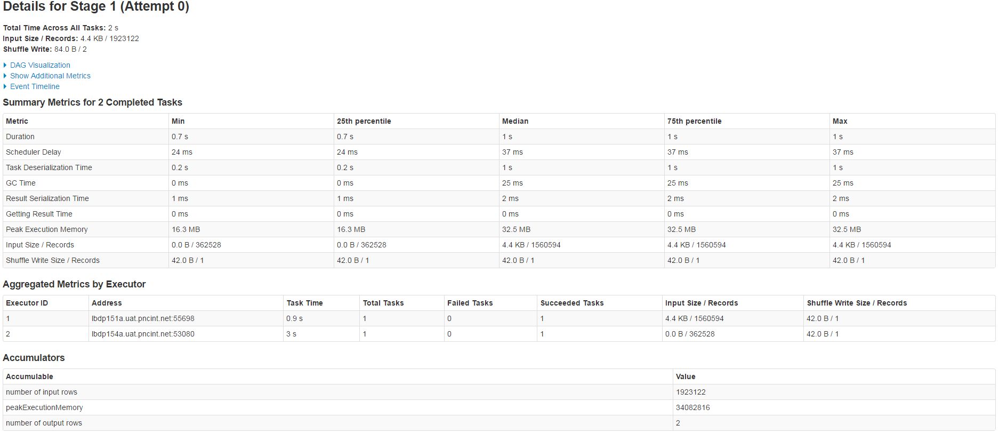 Details for Stage 1 (Attempt 0)
Total Time Across All Tasks: 2 s
Input Size / Records: 4.4 KB / 1923122
Shuffle Write: 84.0 B / 2
DAG Visualization
Show Additional Metrics
Event Timeline
Summary Metrics for 2 Completed Tasks
Metric Min 25th percentile Median 75th percentile Max
Duration 0.7 s 0.7 s 1 s 1 s 1 s
Scheduler Delay 24 ms 24 ms 37 ms 37 ms 37 ms
Task Deserialization Time 0.2 s 0.2 s 1 s 1 s 1 s
GC Time 0 ms 0 ms 25 ms 25 ms 25 ms
Result Serialization Time 1 ms 1 ms 2 ms 2 ms 2 ms
Getting Result Time 0 ms 0 ms 0 ms 0 ms 0 ms
Peak Execution Memory 16.3 MB 16.3 MB 32.5 MB 32.5 MB 32.5 MB
Input Size / Records 0.0 B / 362528 0.0 B / 362528 4.4 KB / 1560594 4.4 KB / 1560594 4.4 KB / 1560594
Shuffle Write Size / Records 42.0 B / 1 42.0 B / 1 42.0 B / 1 42.0 B / 1 42.0 B / 1
Aggregated Metrics by Executor
Executor ID Address Task Time Total Tasks Failed Tasks Succeeded Tasks Input Size / Records Shuffle Write Size / Records
1 lbdp151a.uat.pncint.net:55698 0.9 s 1 0 1 4.4 KB / 1560594 42.0 B / 1
2 lbdp154a.uat.pncint.net:53080 3 s 1 0 1 0.0 B / 362528 42.0 B / 1
Accumulators
Accumulable Value
number of input rows 1923122
peakExecutionMemory 34082816
number of output rows 2